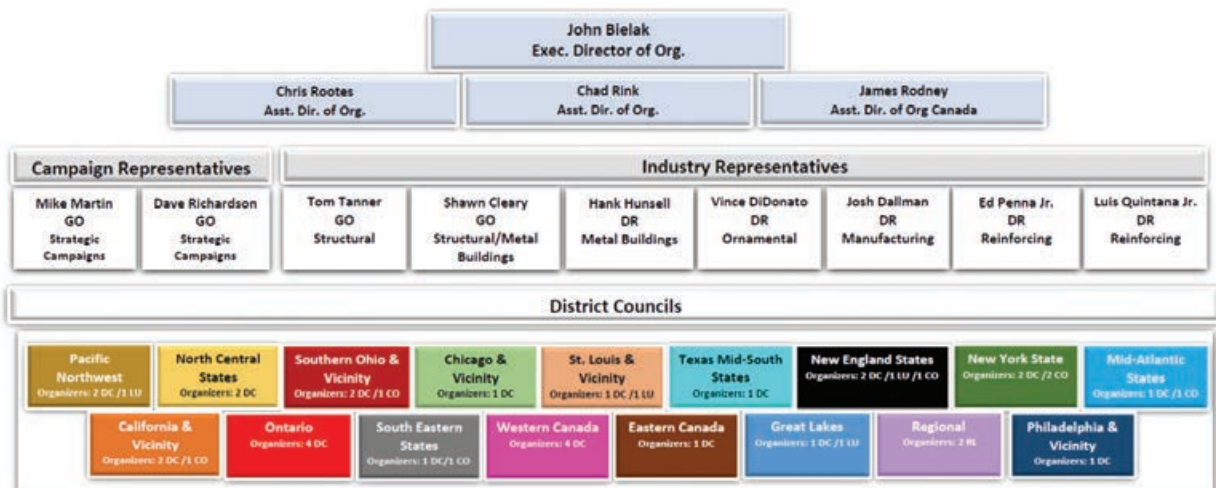 John Bielak
Exec. Director of Org.
Chris Rootes
Asst. Dir. of Org.
Chad Rink
Asst. Dir. of Org.
James Rodney
Asst. Dir. of Org Canada
Campaign Representatives
Industry Representatives
Mike Martin
GO
Strategic
Campaigns
Dave Richardson
GO
Strategic
Campaigns
Tom Tanner
GO
Structural
Shawn Cleary
GO
Structural/Metal
Buildings
Hank Hunsell
DR
Metal Buildings
Vince DiDonato
DR
Ornamental
Josh Dallman
DR
Manufacturing
Ed Penna Jr.
DR
Reinforcing
Luis Quintana Jr.
DR
Reinforcing
District Councils
Pacific
Northwest
Organizers: 2 DC /1 LU
North Central
States
Organizers: 2 DC
Southern Ohio &
Vicinity
Organizers: 2 DC /1 CO
Chicago &
Vicinity
Organizers: 1 DC
St. Louis &
Vicinity
Organizers: 1 DC /1 LU
Texas Mid-South
States
Organizers: 1 DC
New England States
Organizers: 2 DC /1 LU /1 CO
New York State
Organizers: 2 DC /2 CO
Mid-Atlantic
States
Organizers: 1 DC /1 CO
California &
Vicinity
Organizers: 2 DC /1 CO
Ontario
Organizers: 4 DC
South Eastern
States
Organizers: 1 DC/1 CO
Western Canada
Organizers: 4 DC
Eastern Canada
Organizers: 1 DC
Great Lakes
Organizers: 1 DC /1 LU
Regional
Organizers: 2 RL
Philadelphia &
Vicinity
Organizers: 1 DC